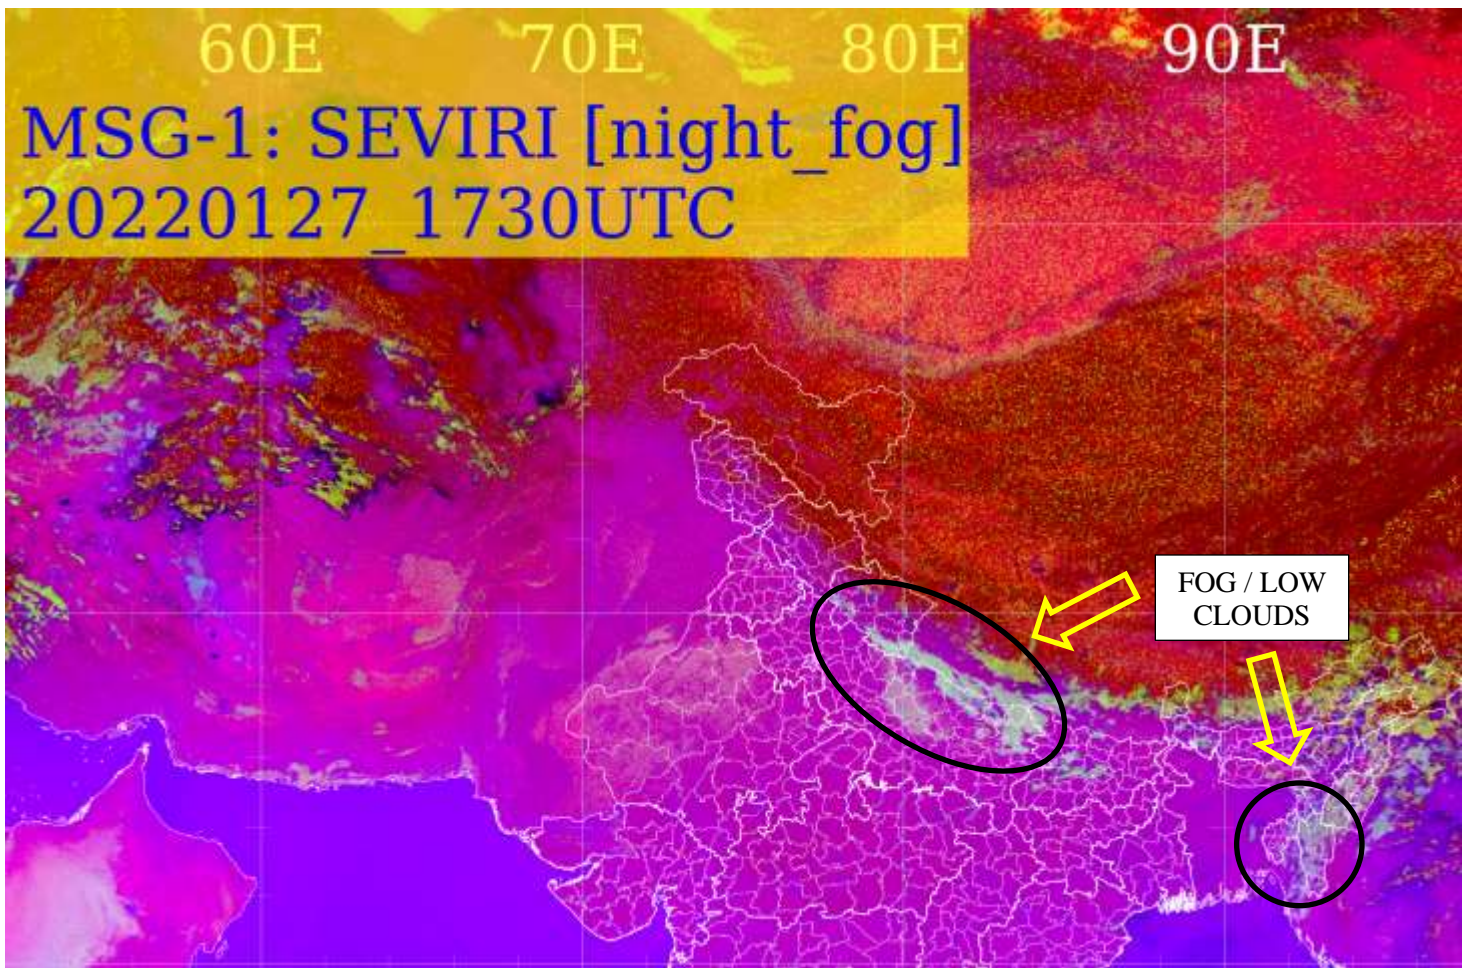 60E 70E 80E 90E
MSG-1: SEVIRI [night_fog]
20220127_1730UTC
FOG / LOW
CLOUDS